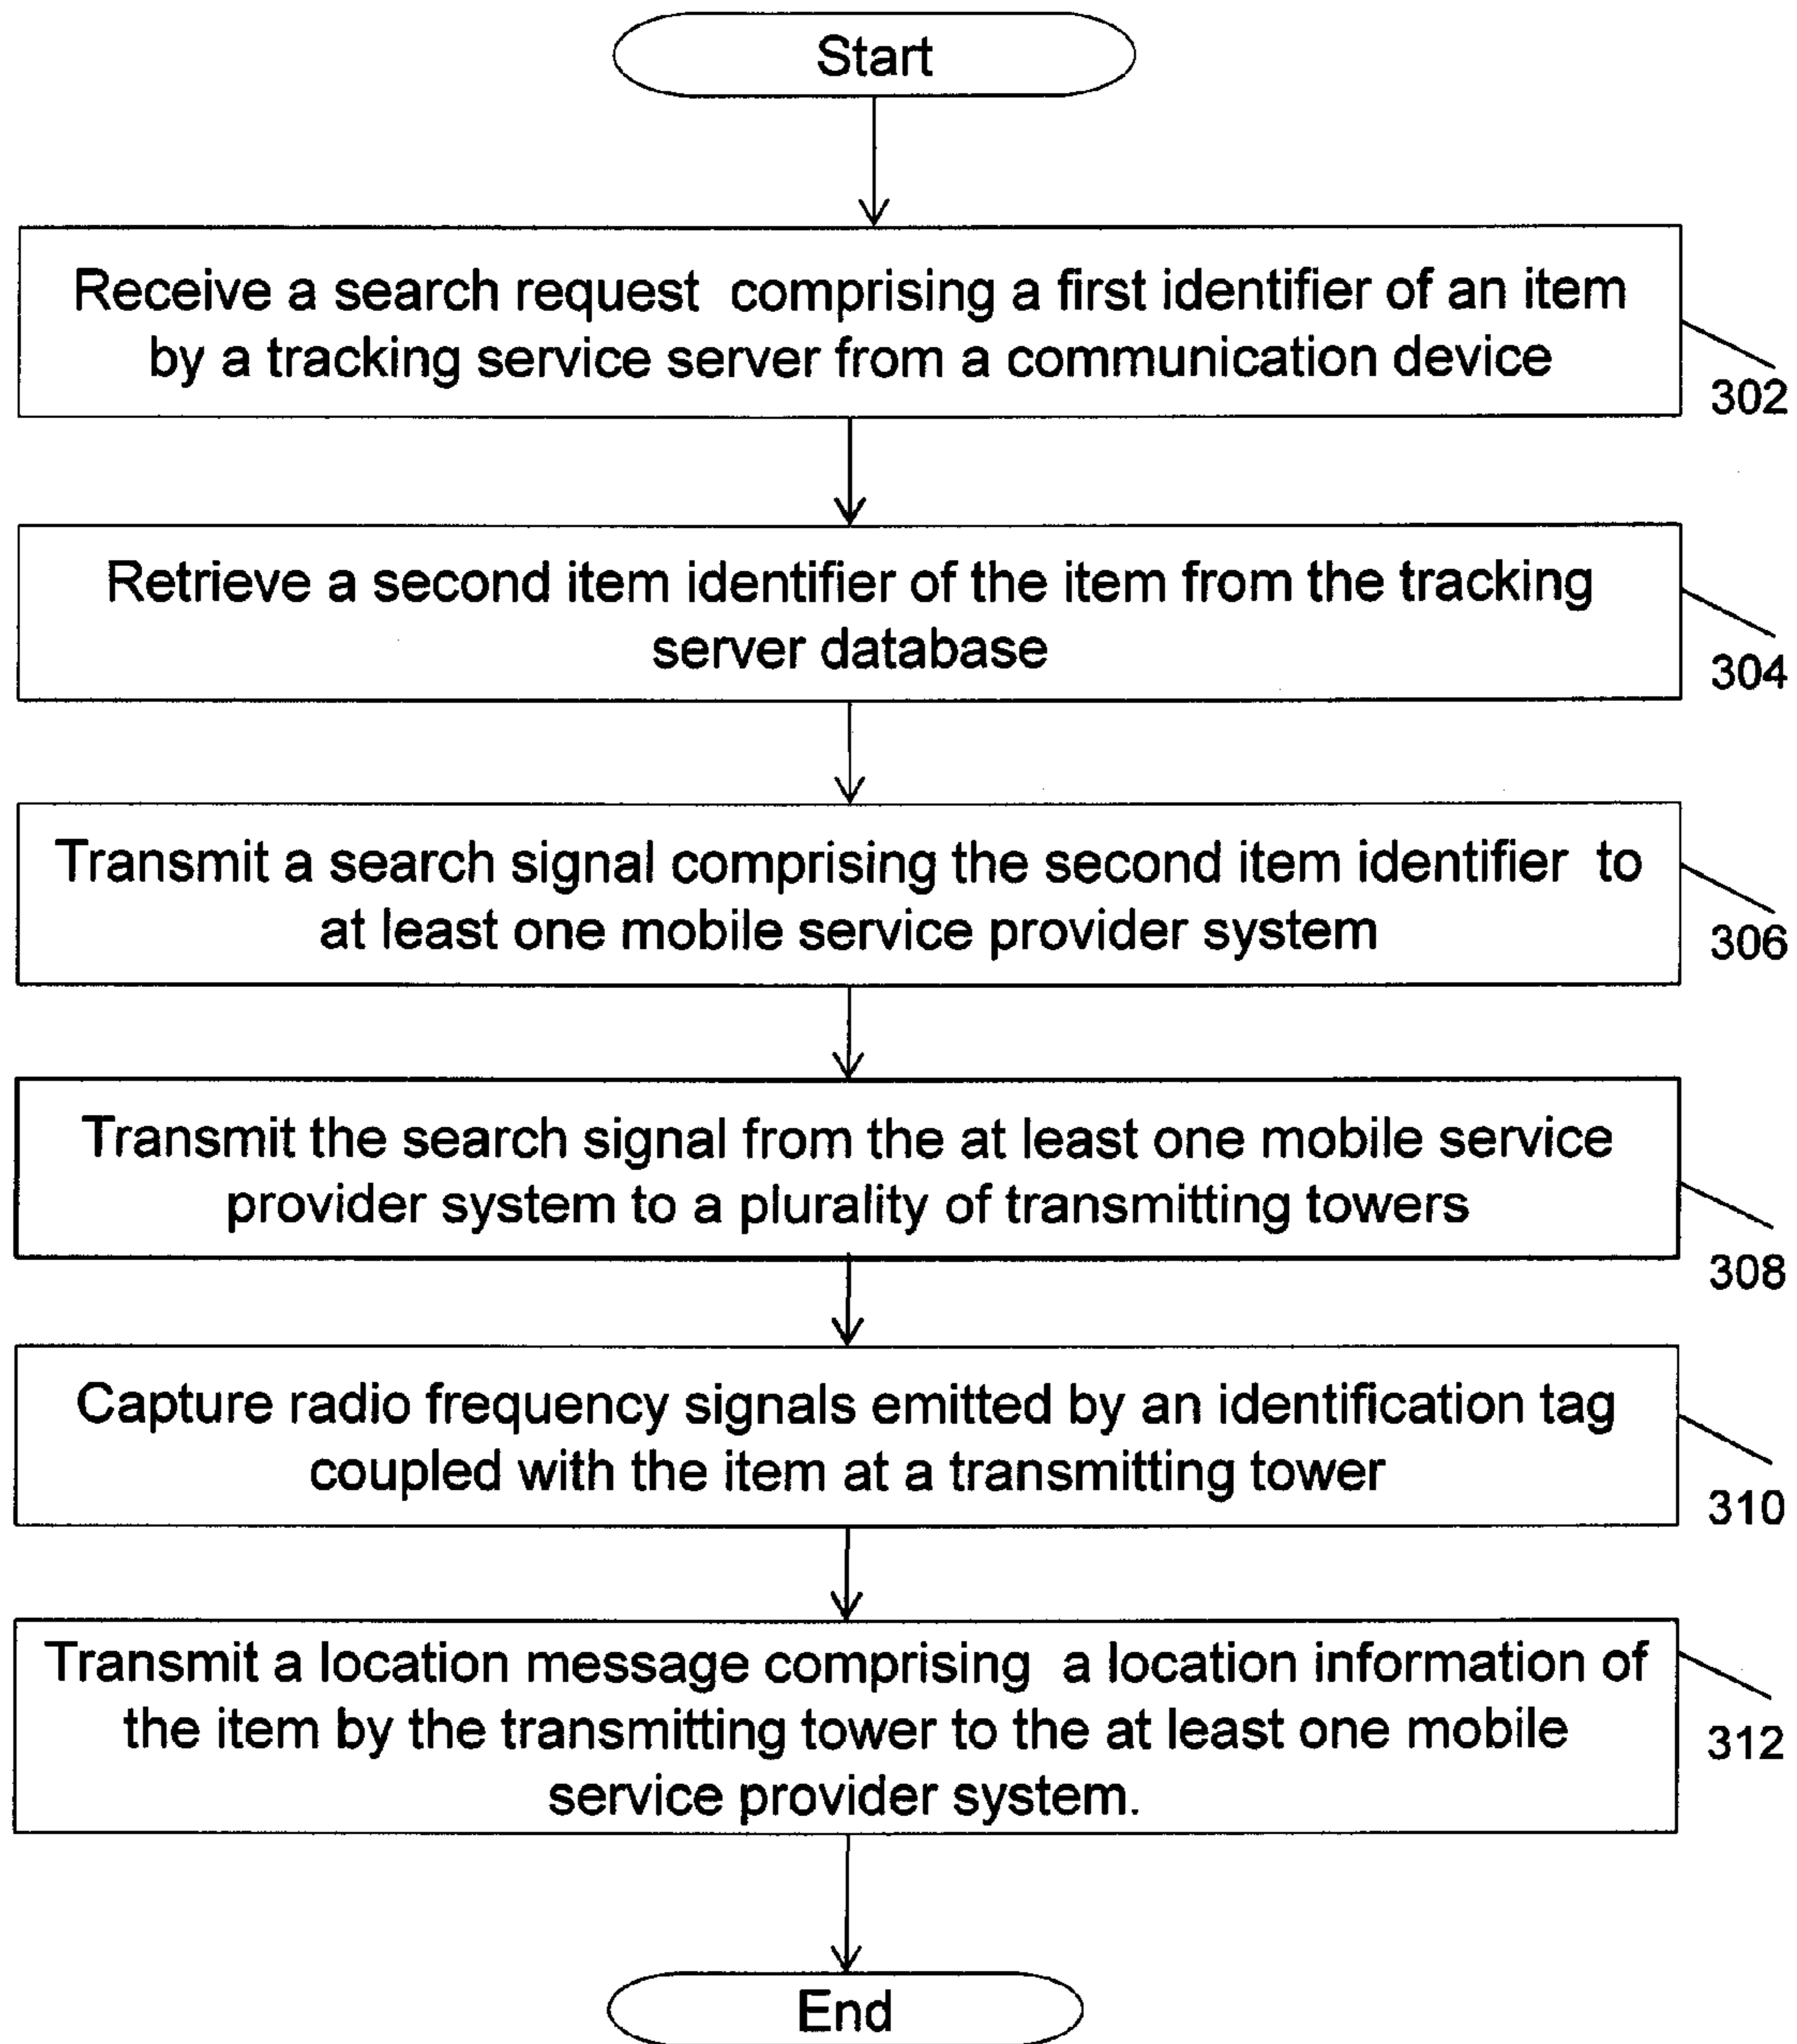 Start
Receive a search request comprising a first identifier of an item
by a tracking service server from a communication device
302
Retrieve a second item identifier of the item from the tracking
server database
304
Transmit a search signal comprising the second item identifier to
at least one mobile service provider system
306
Transmit the search signal from the at least one mobile service
provider system to a plurality of transmitting towers
308
Capture radio frequency signals emitted by an identification tag
coupled with the item at a transmitting tower
310
Transmit a location message comprising a location information of
the item by the transmitting tower to the at least one mobile
service provider system.
312
End